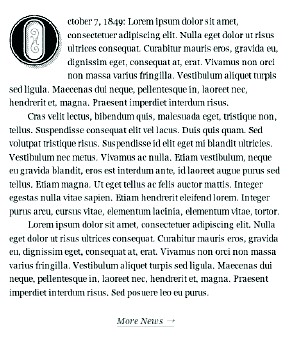 October 7, 1849: Lorem ipsum dolor sit amet,
consectetuer adipiscing elit. Nulla eget dolor ut risus
ultrices consequat. Curabitur mauris eros, gravida eu,
dignissim eget, consequat at, erat. Vivamus non orci
non massa varius fringilla. Vestibulum aliquet turpis
sed ligula. Maecenas dui neque, pellentesque in, laoreet nec,
hendrerit et, magna. Praesent imperdiet interdum risus.
Cras velit lectus, bibendum quis, malesuada eget, tristique non,
tellus. Suspendisse consequat elit vel lacus. Duis quis quam. Sed
volutpat tristique risus. Suspendisse id elit eget mi blandit ultricies.
Vestibulum nec metus. Vivamus ac nulla. Etiam vestibulum, neque
eu gravida blandit, eros est interdum ante, id laoreet augue purus sed
tellus. Etiam magna. Ut eget tellus ac felis auctor mattis. Integer
egestas nulla vitae sapien. Etiam hendrerit eleifend lorem. Integer
purus arcu, cursus vitae, elementum lacinia, elementum vitae, tortor.
Lorem ipsum dolor sit amet, consectetuer adipiscing elit. Nulla
eget dolor ut risus ultrices consequat. Curabitur mauris eros, gravida
eu, dignissim eget, consequat at, erat. Vivamus non orci non massa
varius fringilla. Vestibulum aliquet turpis sed ligula. Maecenas dui
neque, pellentesque in, laoreet nec, hendrerit et, magna. Praesent
imperdiet interdum risus. Sed posuere leo eu purus.
More News →